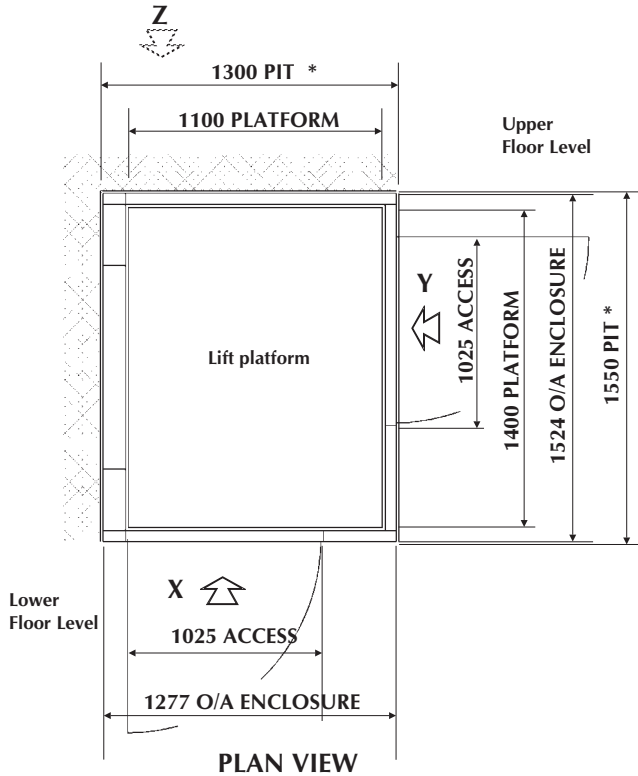 Z
1300 PIT *
1100 PLATFORM
Upper
Floor Level
Y
Lift platform
1025 ACCESS
1400 PLATFORM
1524 O/A ENCLOSURE
1550 PIT *
X
Lower
Floor Level
1025 ACCESS
1277 O/A ENCLOSURE
PLAN VIEW